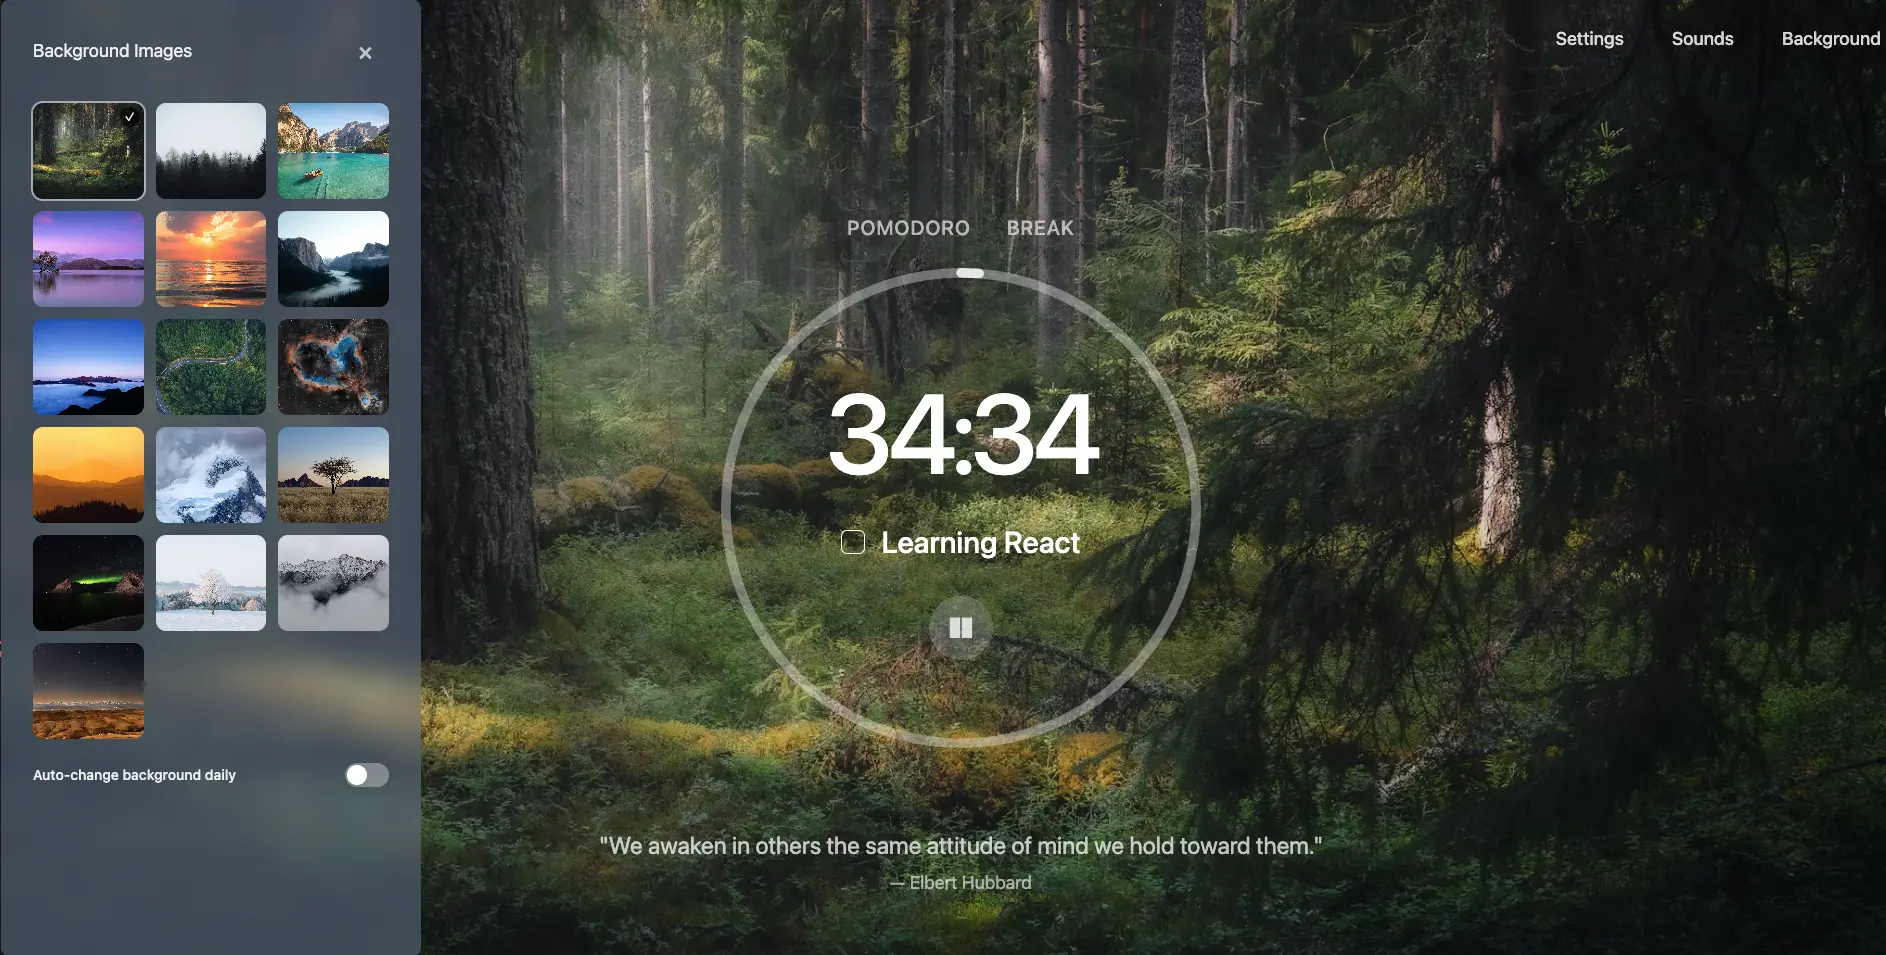 Background Images
Settings
Sounds
Background
POMODORO
BREAK
34:34
Learning React
Auto-change background daily
"We awaken in others the same attitude of mind we hold toward them."
— Elbert Hubbard